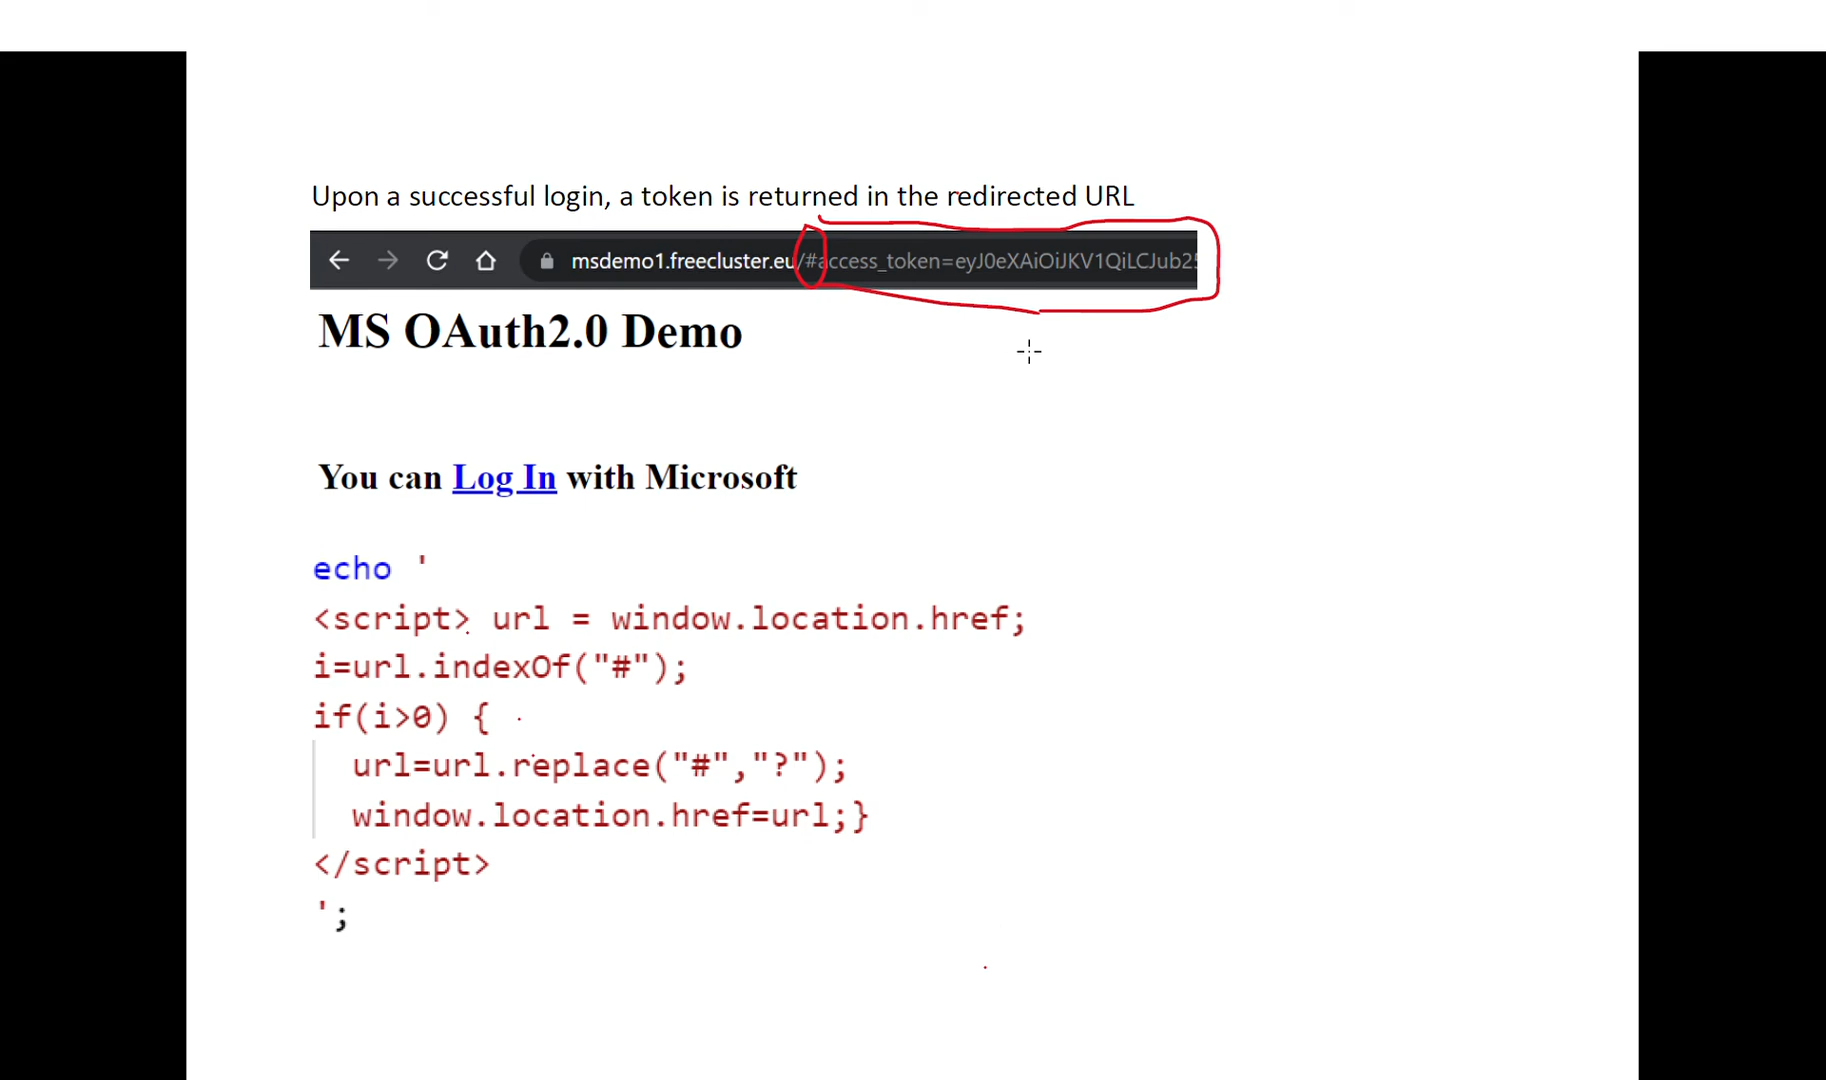 Upon a successful login, a token is returned in the redirected URL
msdemo1.freecluster.eu/#access_token=eyJ0eXAiOiJKV1QiLCJub25
MS OAuth2.0 Demo
You can Log In with Microsoft
echo '
<script> url = window.location.href;
i=url.indexOf("#");
if(i>0) {
url=url.replace("#","?");
window.location.href=url;}
</script>
';